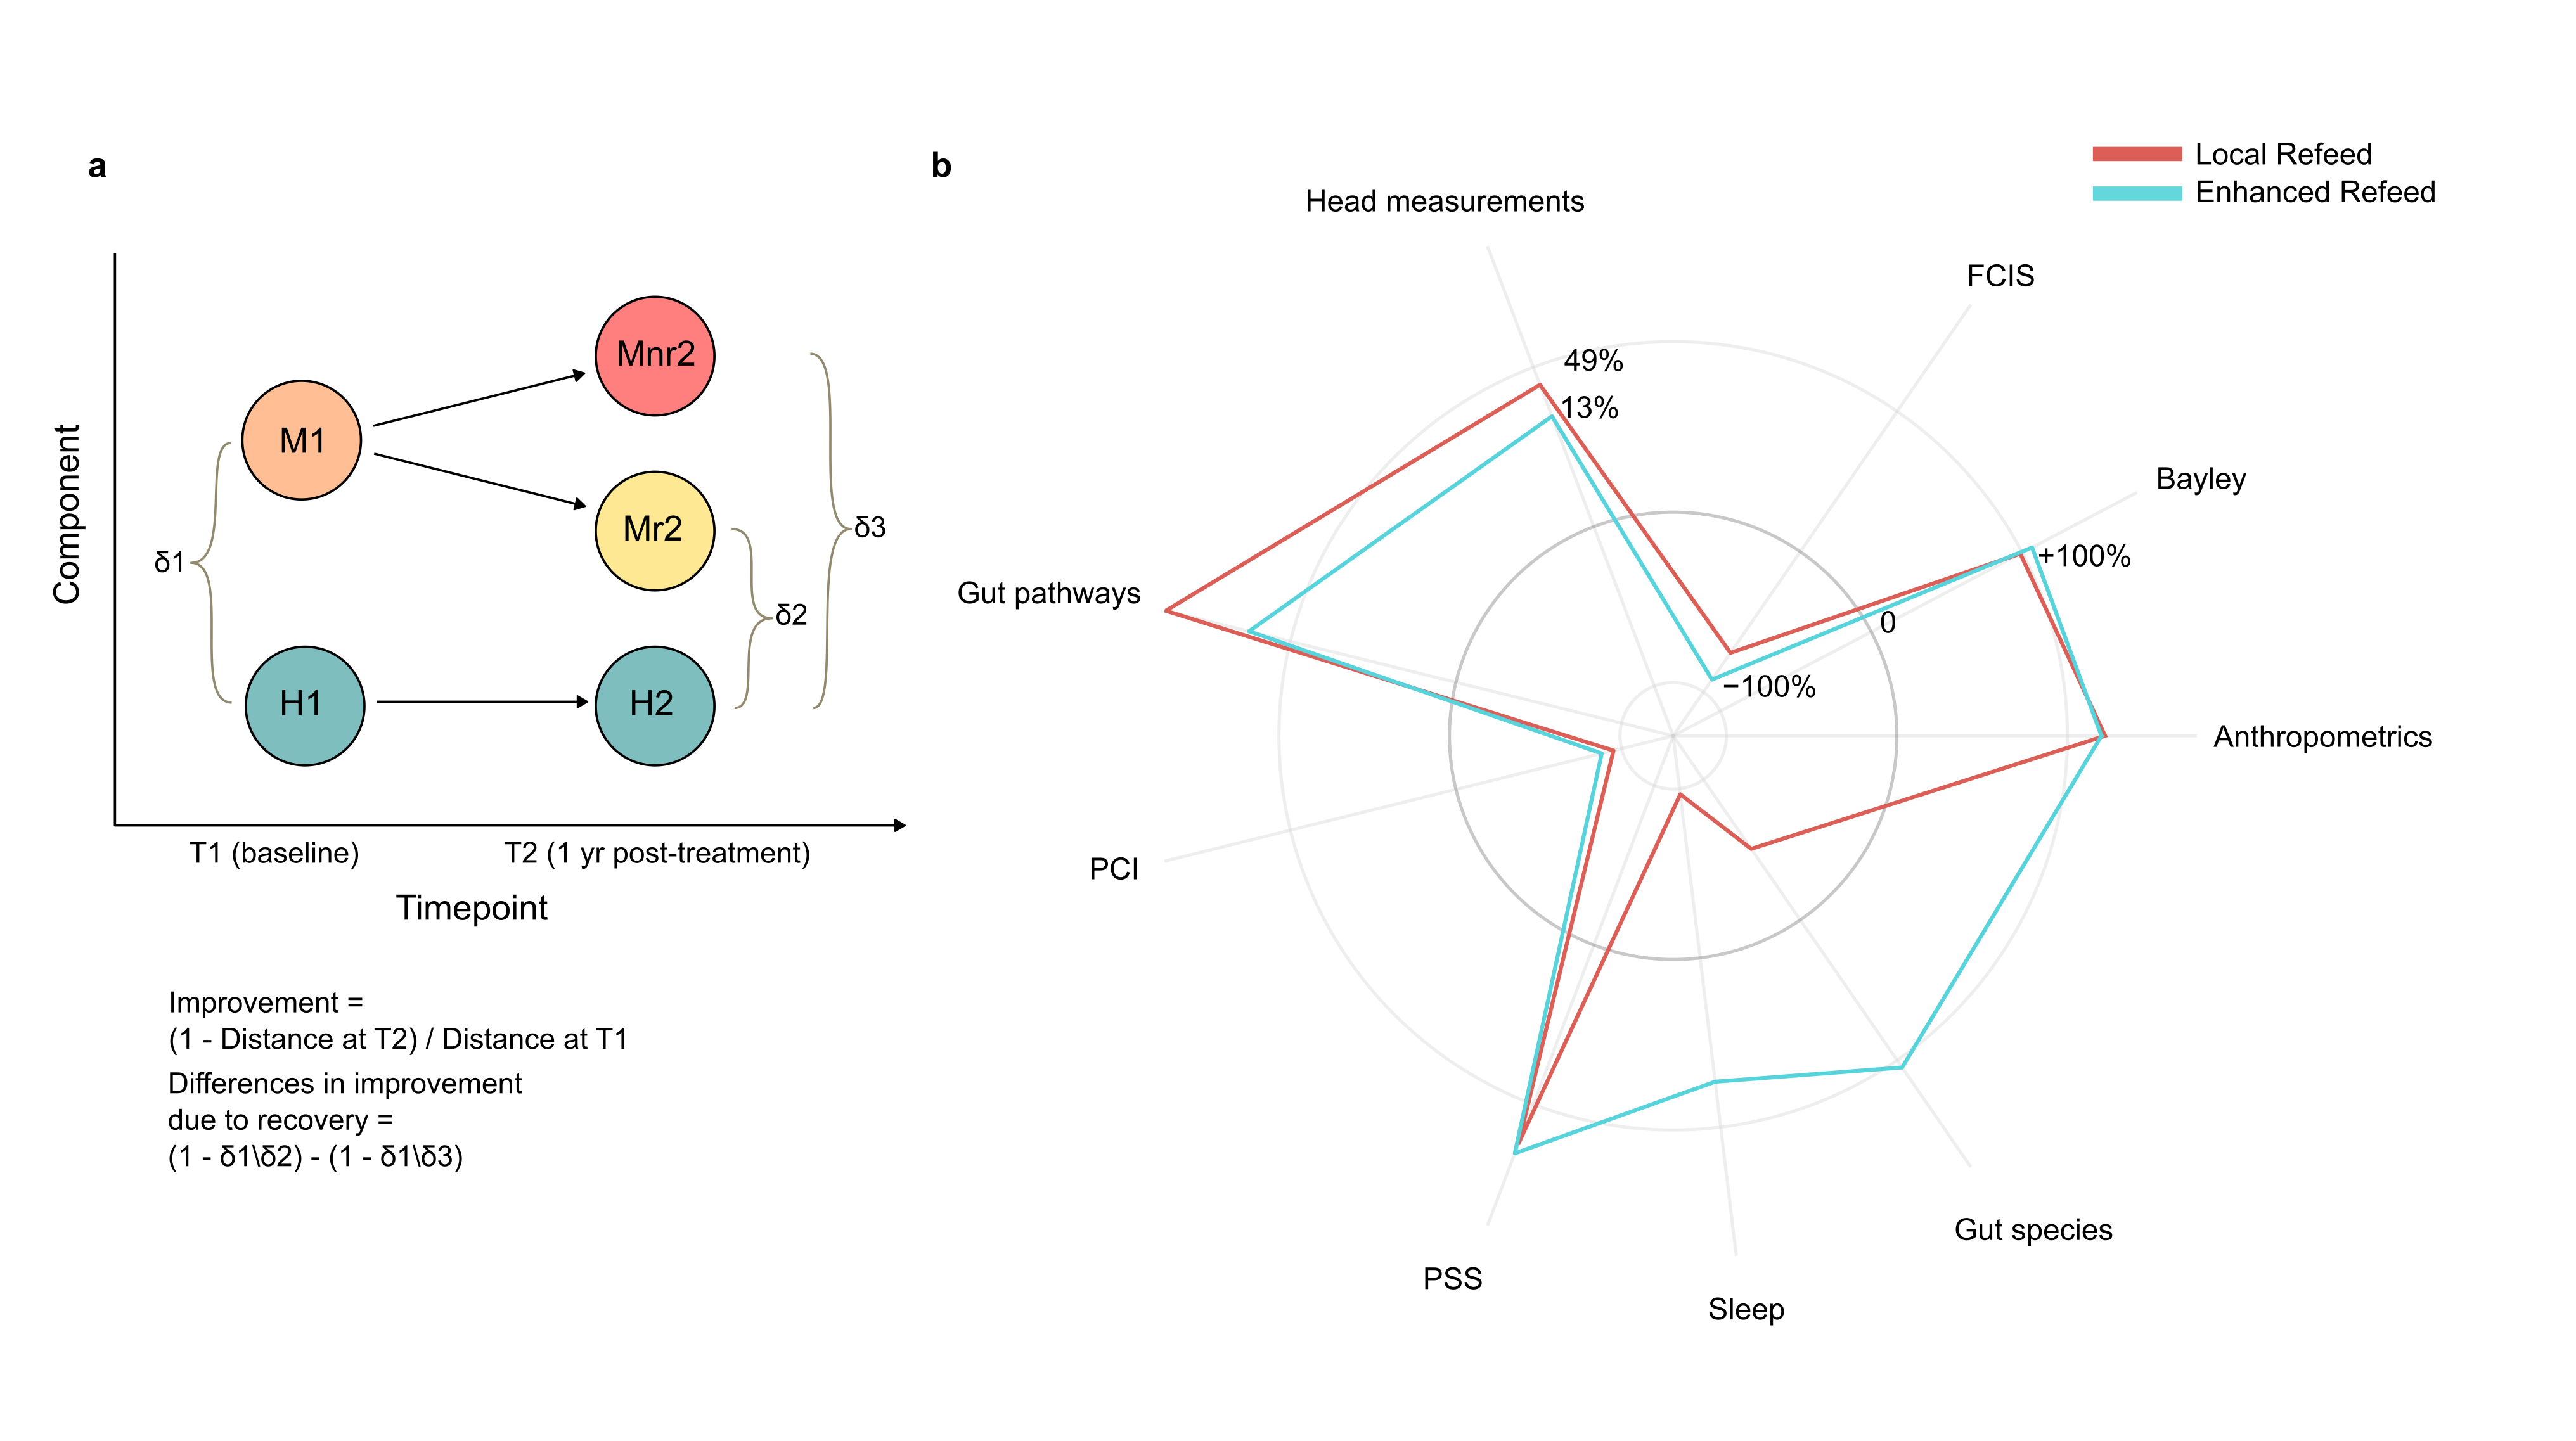 a
Component
M1
Mnr2
Mr2
H1
H2
δ1
δ2
δ3
T1 (baseline)
T2 (1 yr post-treatment)
Timepoint
Improvement =
(1 - Distance at T2) / Distance at T1
Differences in improvement
due to recovery =
(1 - δ1\δ2) - (1 - δ1\δ3)
b
Local Refeed
Enhanced Refeed
Head measurements
FCIS
Bayley
Anthropometrics
Gut species
Sleep
PSS
PCI
Gut pathways
49%
13%
+100%
0
−100%